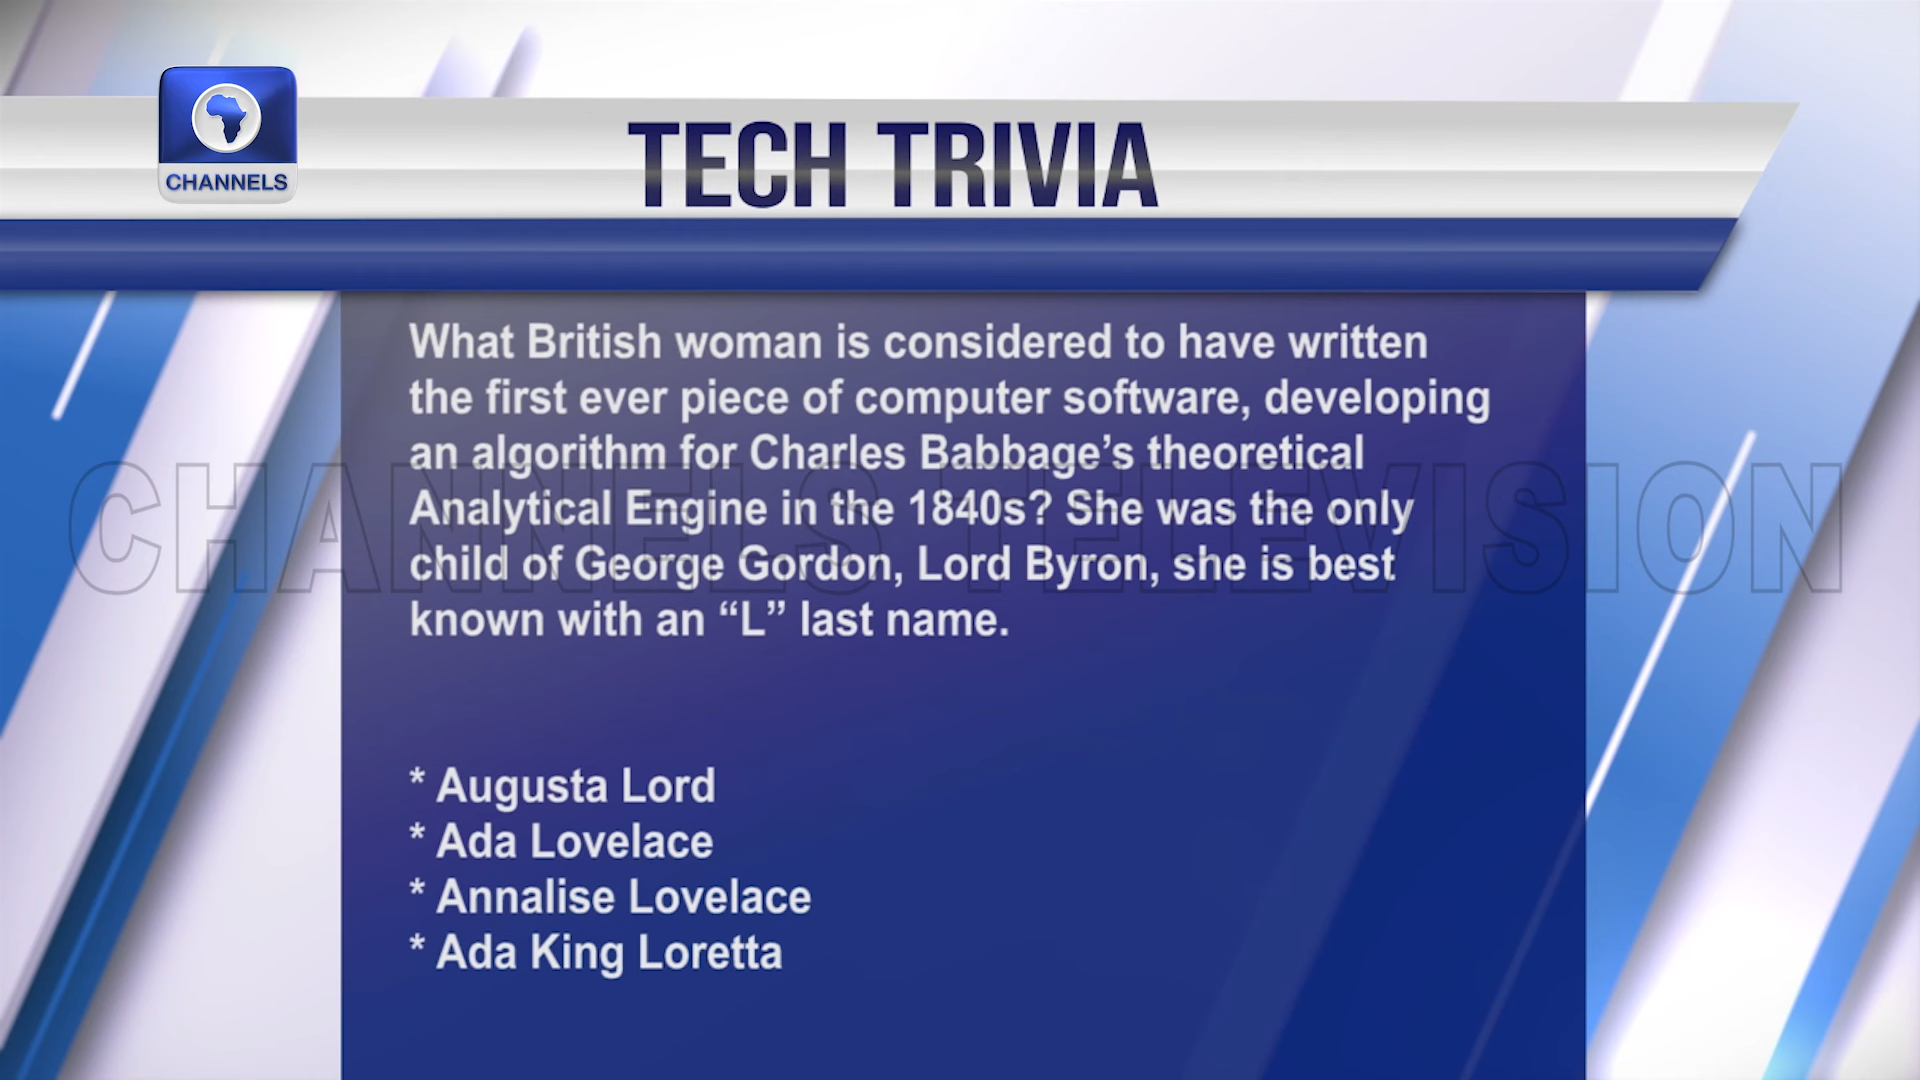 CHANNELS
TECH TRIVIA
What British woman is considered to have written
the first ever piece of computer software, developing
an algorithm for Charles Babbage’s theoretical
Analytical Engine in the 1840s? She was the only
child of George Gordon, Lord Byron, she is best
known with an “L” last name.
CHANNELS TELEVISION
* Augusta Lord
* Ada Lovelace
* Annalise Lovelace
* Ada King Loretta